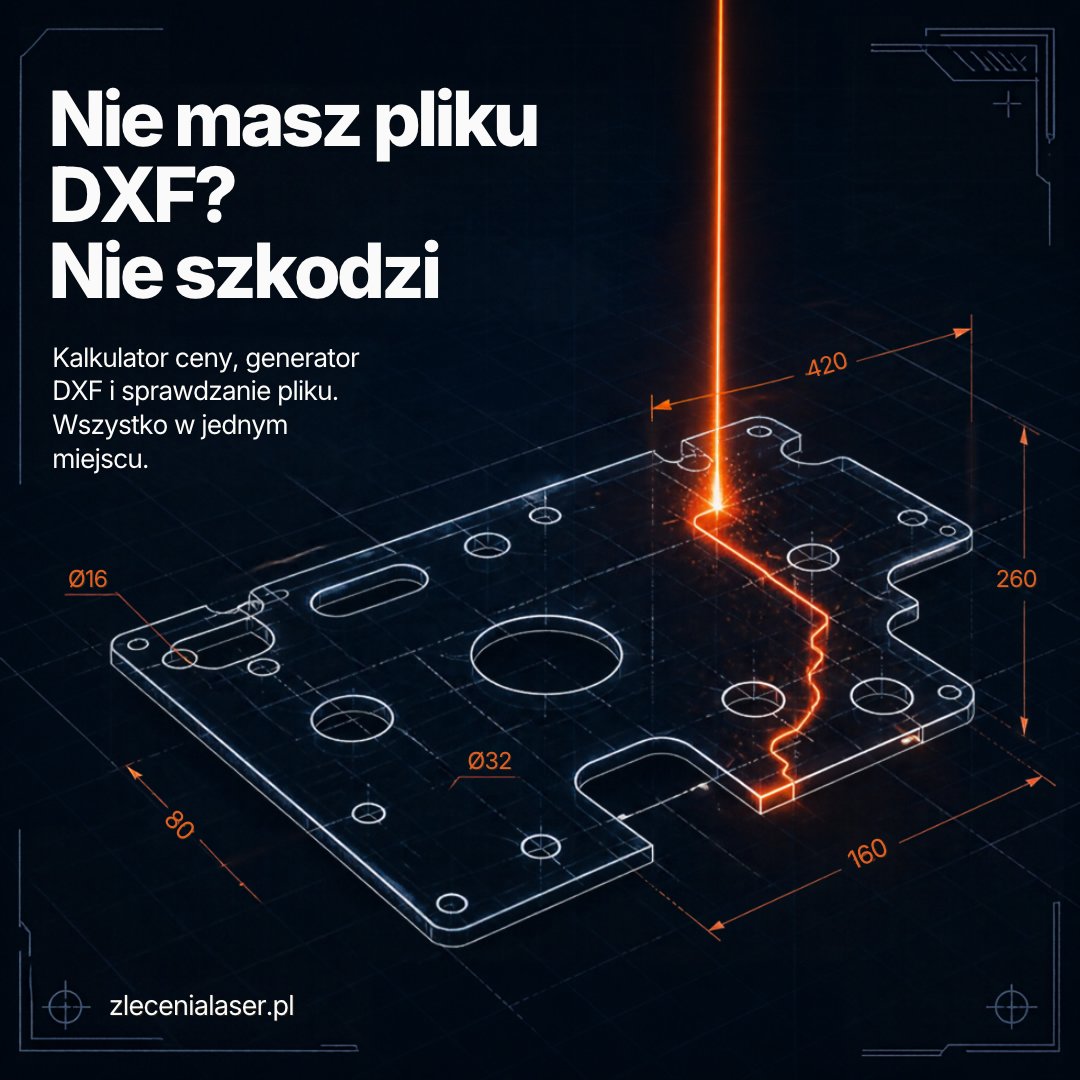 Nie masz pliku
DXF?
Nie szkodzi
Kalkulator ceny, generator
DXF i sprawdzanie pliku.
Wszystko w jednym
miejscu.
420
Ø16
260
Ø32
80
160
zlecenialaser.pl